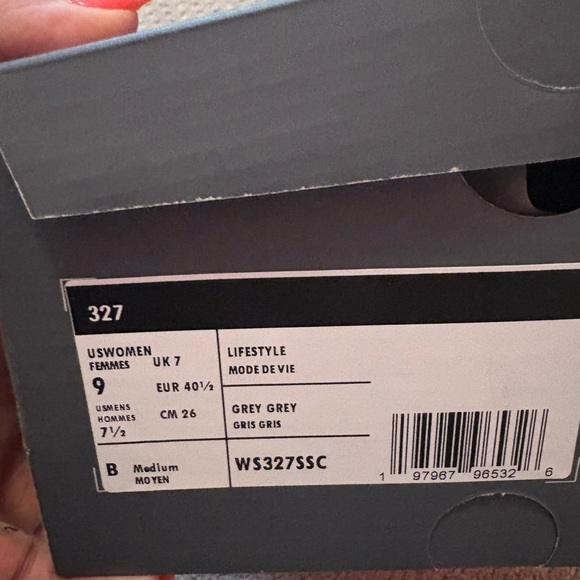 327
USWOMEN
FEMMES
UK 7
9
EUR 40½
USMENS
HOMMES
CM 26
7½
B Medium
MOYEN
LIFESTYLE
MODE DE VIE
GREY GREY
GRIS GRIS
WS327SSC
1 97967 96532 6